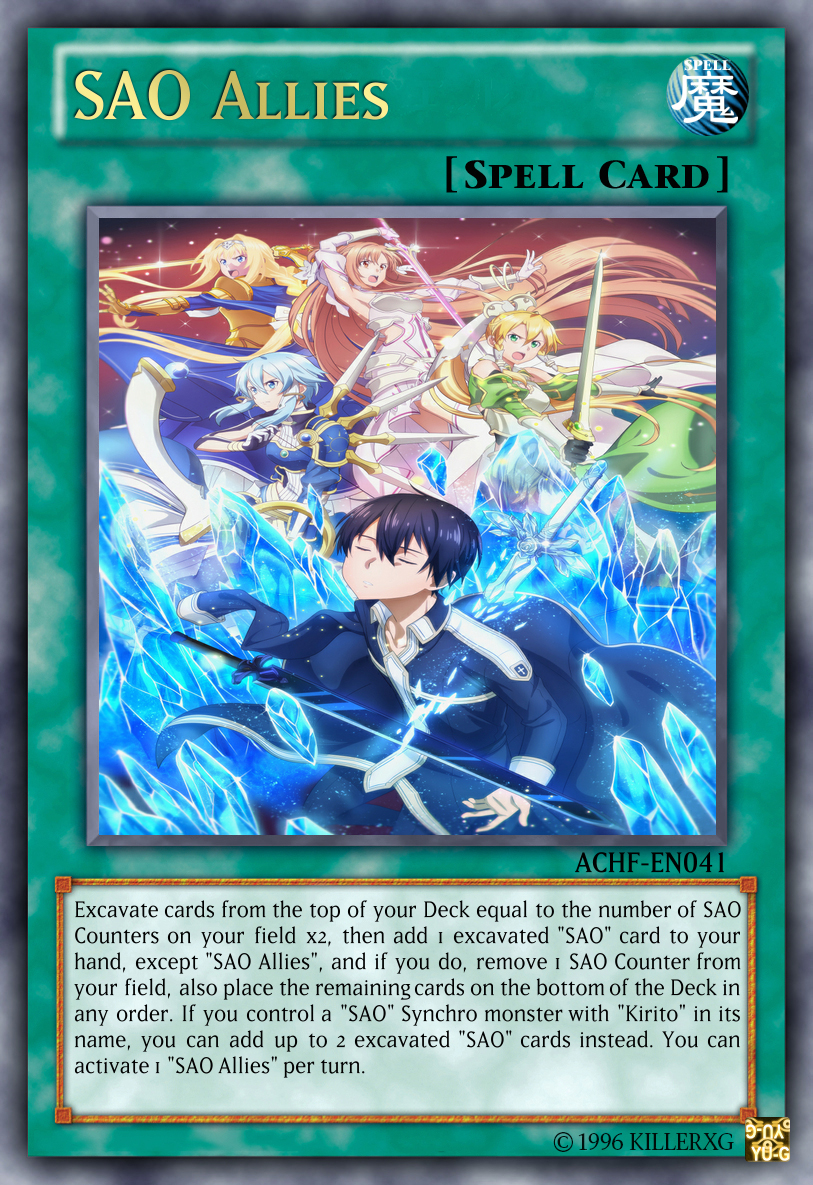 SAO Allies
SPELL
魔
[Spell Card]
ACHF-EN041
Excavate cards from the top of your Deck equal to the number of SAO
Counters on your field x2, then add 1 excavated "SAO" card to your
hand, except "SAO Allies", and if you do, remove 1 SAO Counter from
your field, also place the remaining cards on the bottom of the Deck in
any order. If you control a "SAO" Synchro monster with "Kirito" in its
name, you can add up to 2 excavated "SAO" cards instead. You can
activate 1 "SAO Allies" per turn.
© 1996 KILLERXG